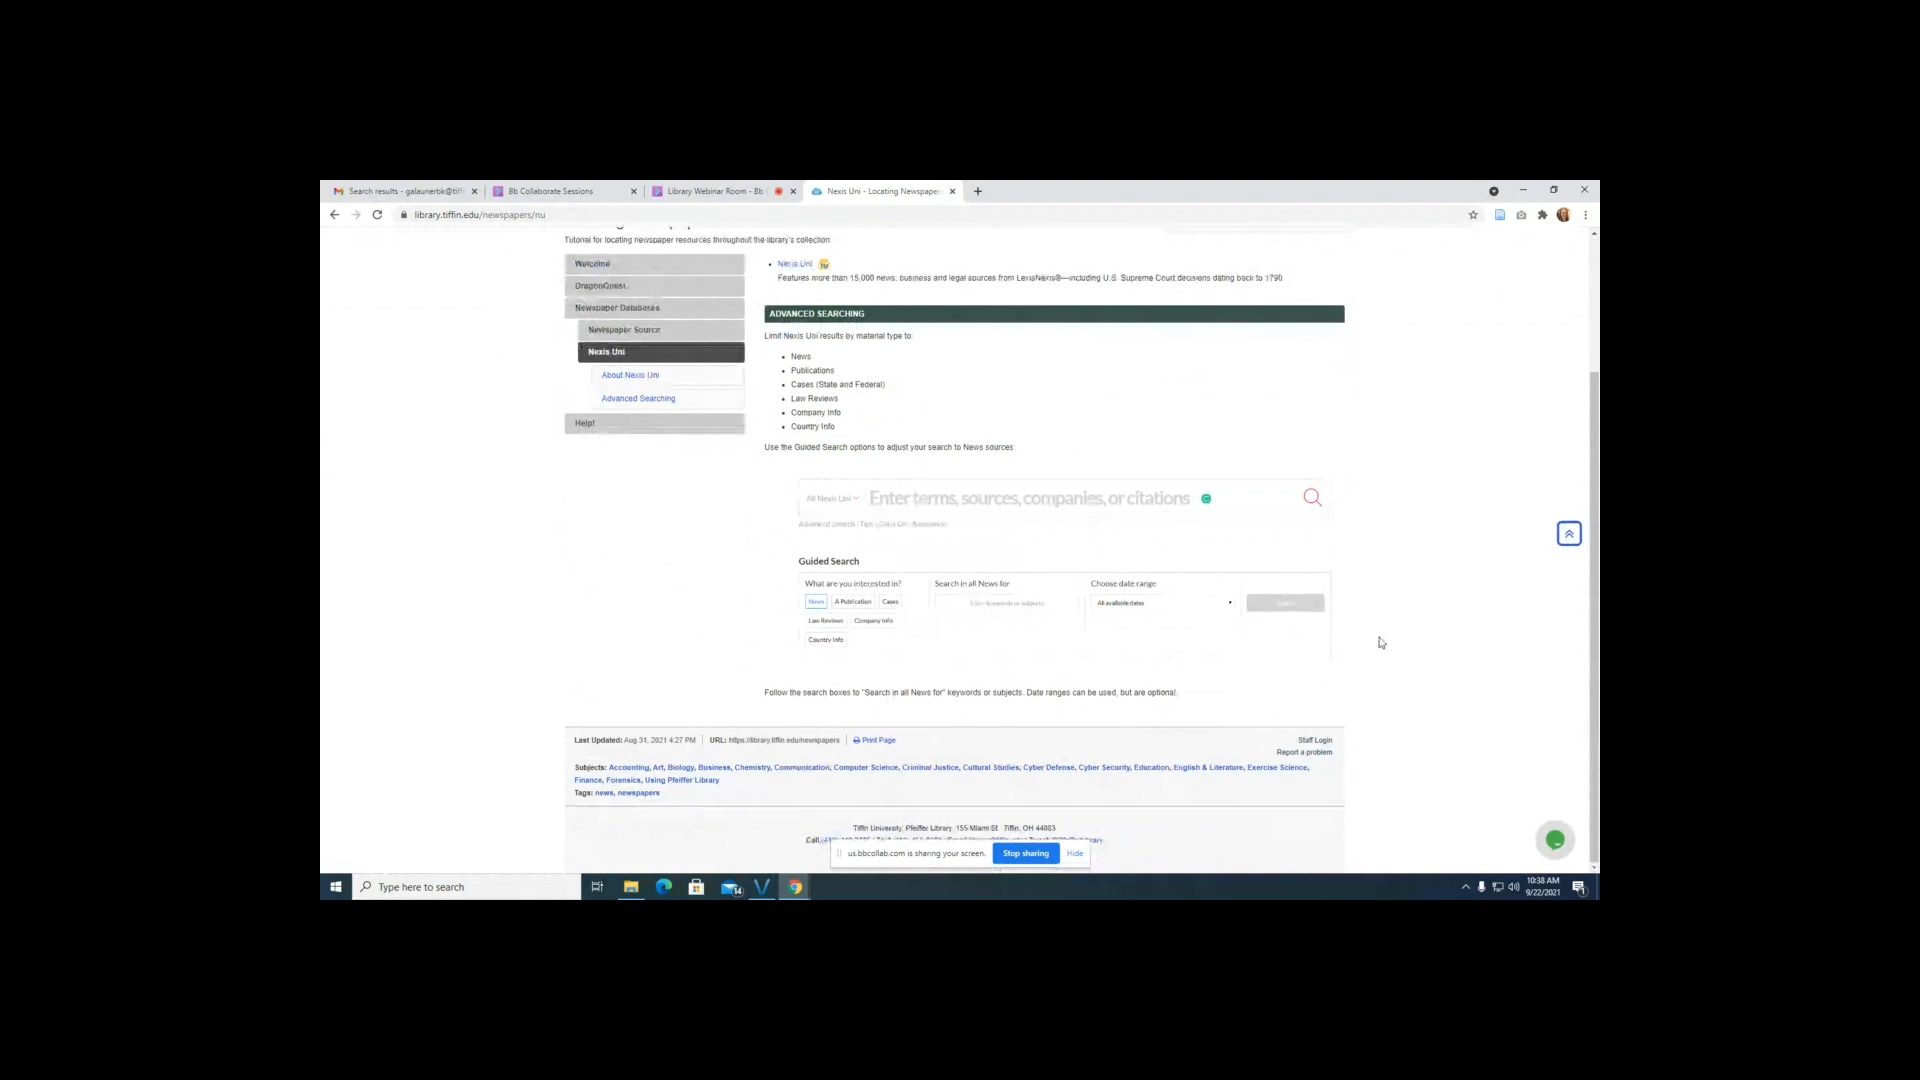 Search results - galaunerbk@tiff
Bb Collaborate Sessions
Library Webinar Room - Bb
Nexis Uni - Locating Newspaper
library.tiffin.edu/newspapers/nu
Tutorial for locating newspaper resources throughout the library's collection
Welcome
DragonQuest
Newspaper Databases
Newspaper Source
Nexis Uni
About Nexis Uni
Advanced Searching
Help!
Nexis Uni
Features more than 15,000 news, business and legal sources from LexisNexis®—including U.S. Supreme Court decisions dating back to 1790
ADVANCED SEARCHING
Limit Nexis Uni results by material type to:
News
Publications
Cases (State and Federal)
Law Reviews
Company Info
Country Info
Use the Guided Search options to adjust your search to News sources:
All Nexis Uni Enter terms, sources, companies, or citations
Advanced Search | Tips |
Guided Search
What are you interested in? Search in all News for Choose date range
News A Publication Cases Enter keywords or subjects All available dates
Law Reviews Company Info
Country Info
Follow the search boxes to "Search in all News for" keywords or subjects. Date ranges can be used, but are optional.
Last Updated: Aug 31, 2021 4:27 PM URL: https://library.tiffin.edu/newspapers Print Page
Staff Login
Report a problem
Subjects: Accounting, Art, Biology, Business, Chemistry, Communication, Computer Science, Criminal Justice, Cultural Studies, Cyber Defense, Cyber Security, Education, English & Literature, Exercise Science,
Finance, Forensics, Using Pfeiffer Library
Tags: news, newspapers
Tiffin University, Pfeiffer Library 155 Miami St. Tiffin, OH 44883
Call
us.bbcollab.com is sharing your screen. Stop sharing Hide
Type here to search
14
10:38 AM
9/22/2021
1